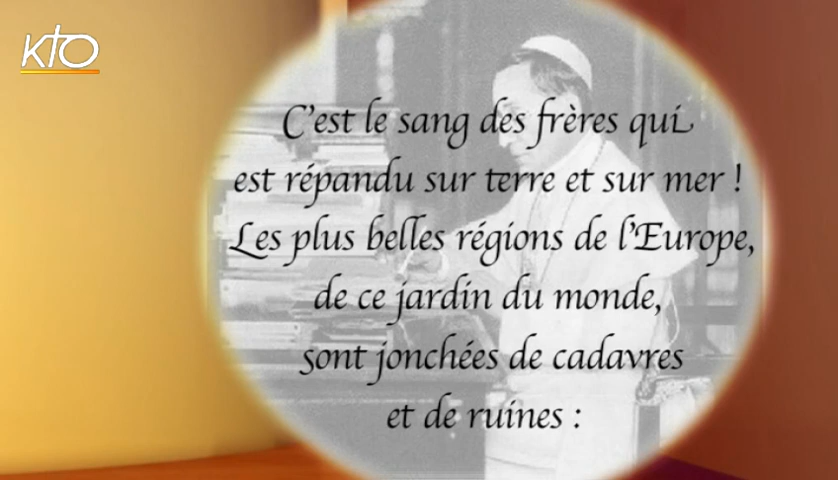 KTO
C'est le sang des frères qui
est répandu sur terre et sur mer !
Les plus belles régions de l'Europe,
de ce jardin du monde,
sont jonchées de cadavres
et de ruines :